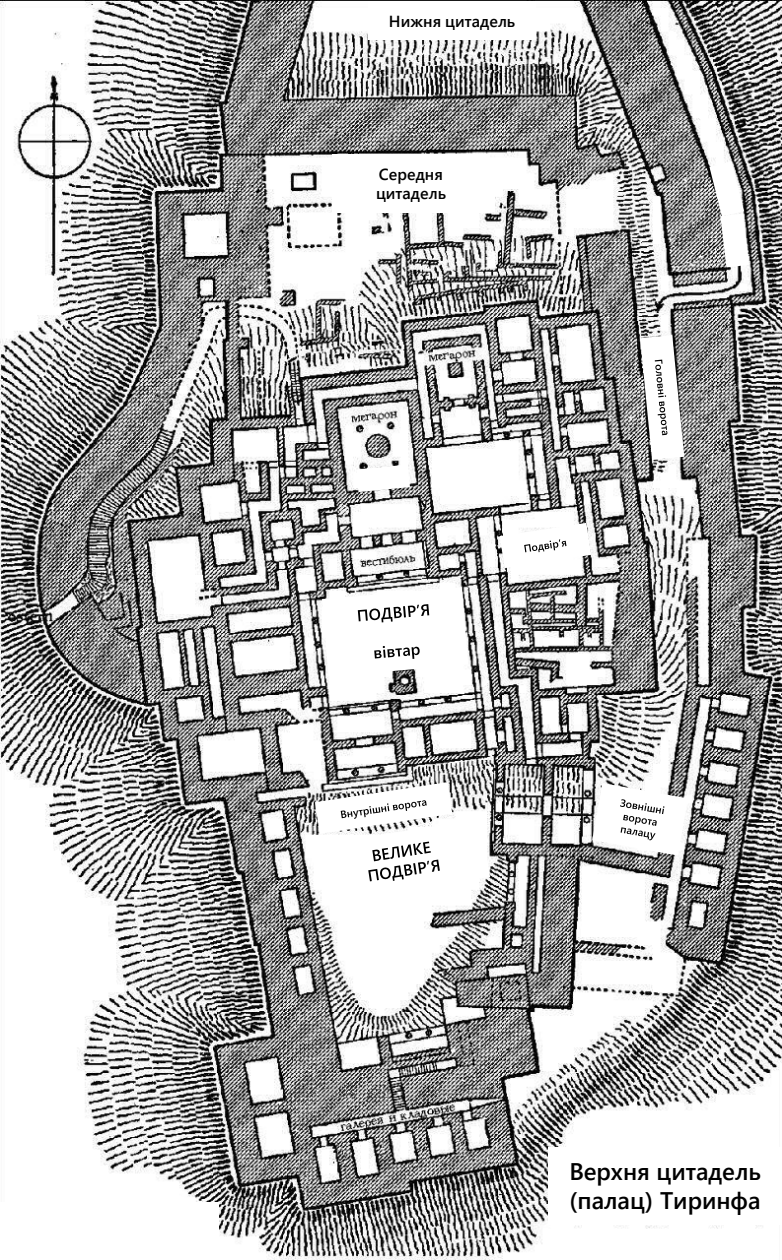 Нижня цитадель
Середня
цитадель
Головні ворота
мегарон
мегарон
Подвір'я
вестибюль
ПОДВІР'Я
вівтар
Внутрішні ворота
Зовнішні
ворота
палацу
ВЕЛИКЕ
ПОДВІР'Я
галерея и кладовые
Верхня цитадель
(палац) Тиринфа